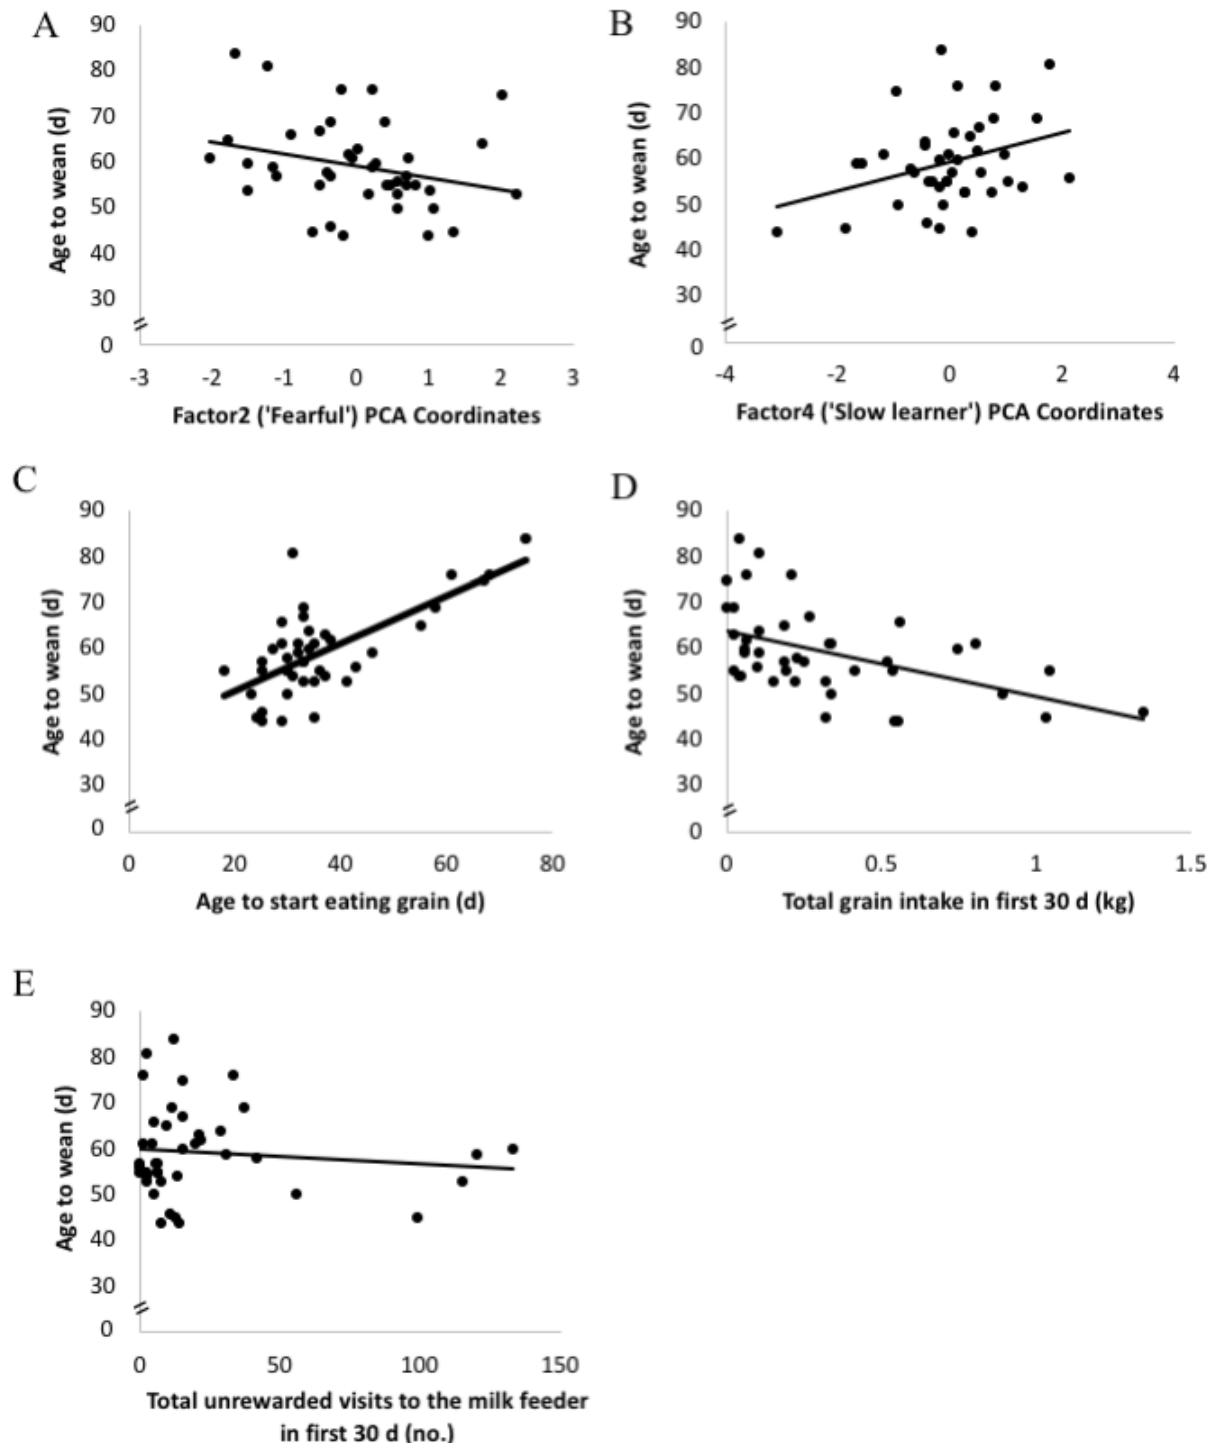 A
90
80
70
60
50
40
30
0
Age to wean (d)
-3 -2 -1 0 1 2 3
Factor2 ('Fearful') PCA Coordinates
B
90
80
70
60
50
40
30
0
Age to wean (d)
-4 -2 0 2 4
Factor4 ('Slow learner') PCA Coordinates
C
90
80
70
60
50
40
30
0
Age to wean (d)
0 20 40 60 80
Age to start eating grain (d)
D
90
80
70
60
50
40
30
0
Age to wean (d)
0 0.5 1 1.5
Total grain intake in first 30 d (kg)
E
90
80
70
60
50
40
30
0
Age to wean (d)
0 50 100 150
Total unrewarded visits to the milk feeder
in first 30 d (no.)